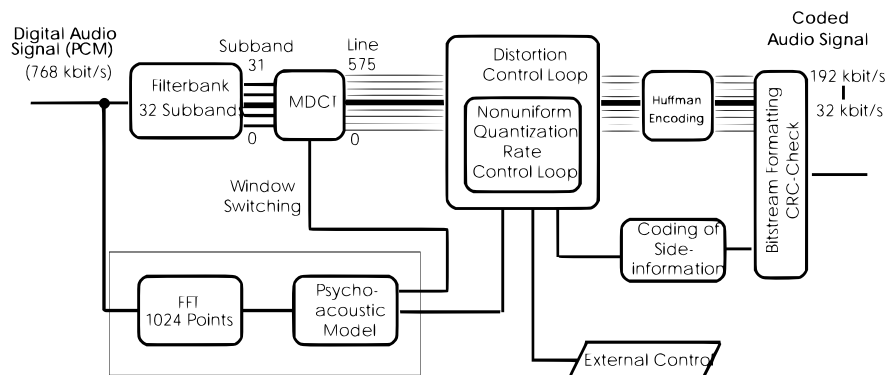 Digital Audio
Signal (PCM)
(768 kbit/s)
Filterbank
32 Subbands
Subband
31
0
MDCT
Line
575
0
Window
Switching
Distortion
Control Loop
Nonuniform
Quantization
Rate
Control Loop
Huffman
Encoding
Bitstream Formatting
CRC-Check
Coded
Audio Signal
192 kbit/s
32 kbit/s
Coding of
Side-
information
FFT
1024 Points
Psycho-
acoustic
Model
External Control